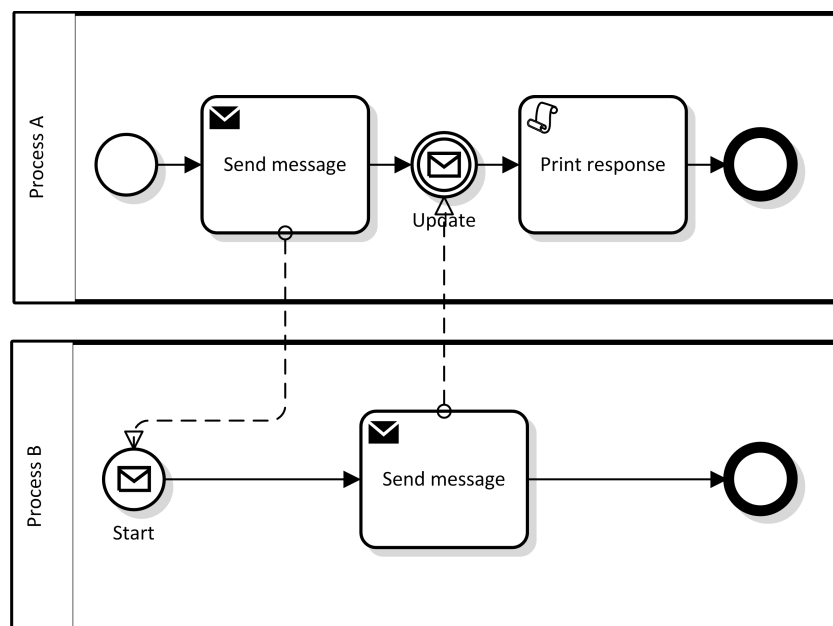 Process A
Send message
Update
Print response
Process B
Start
Send message